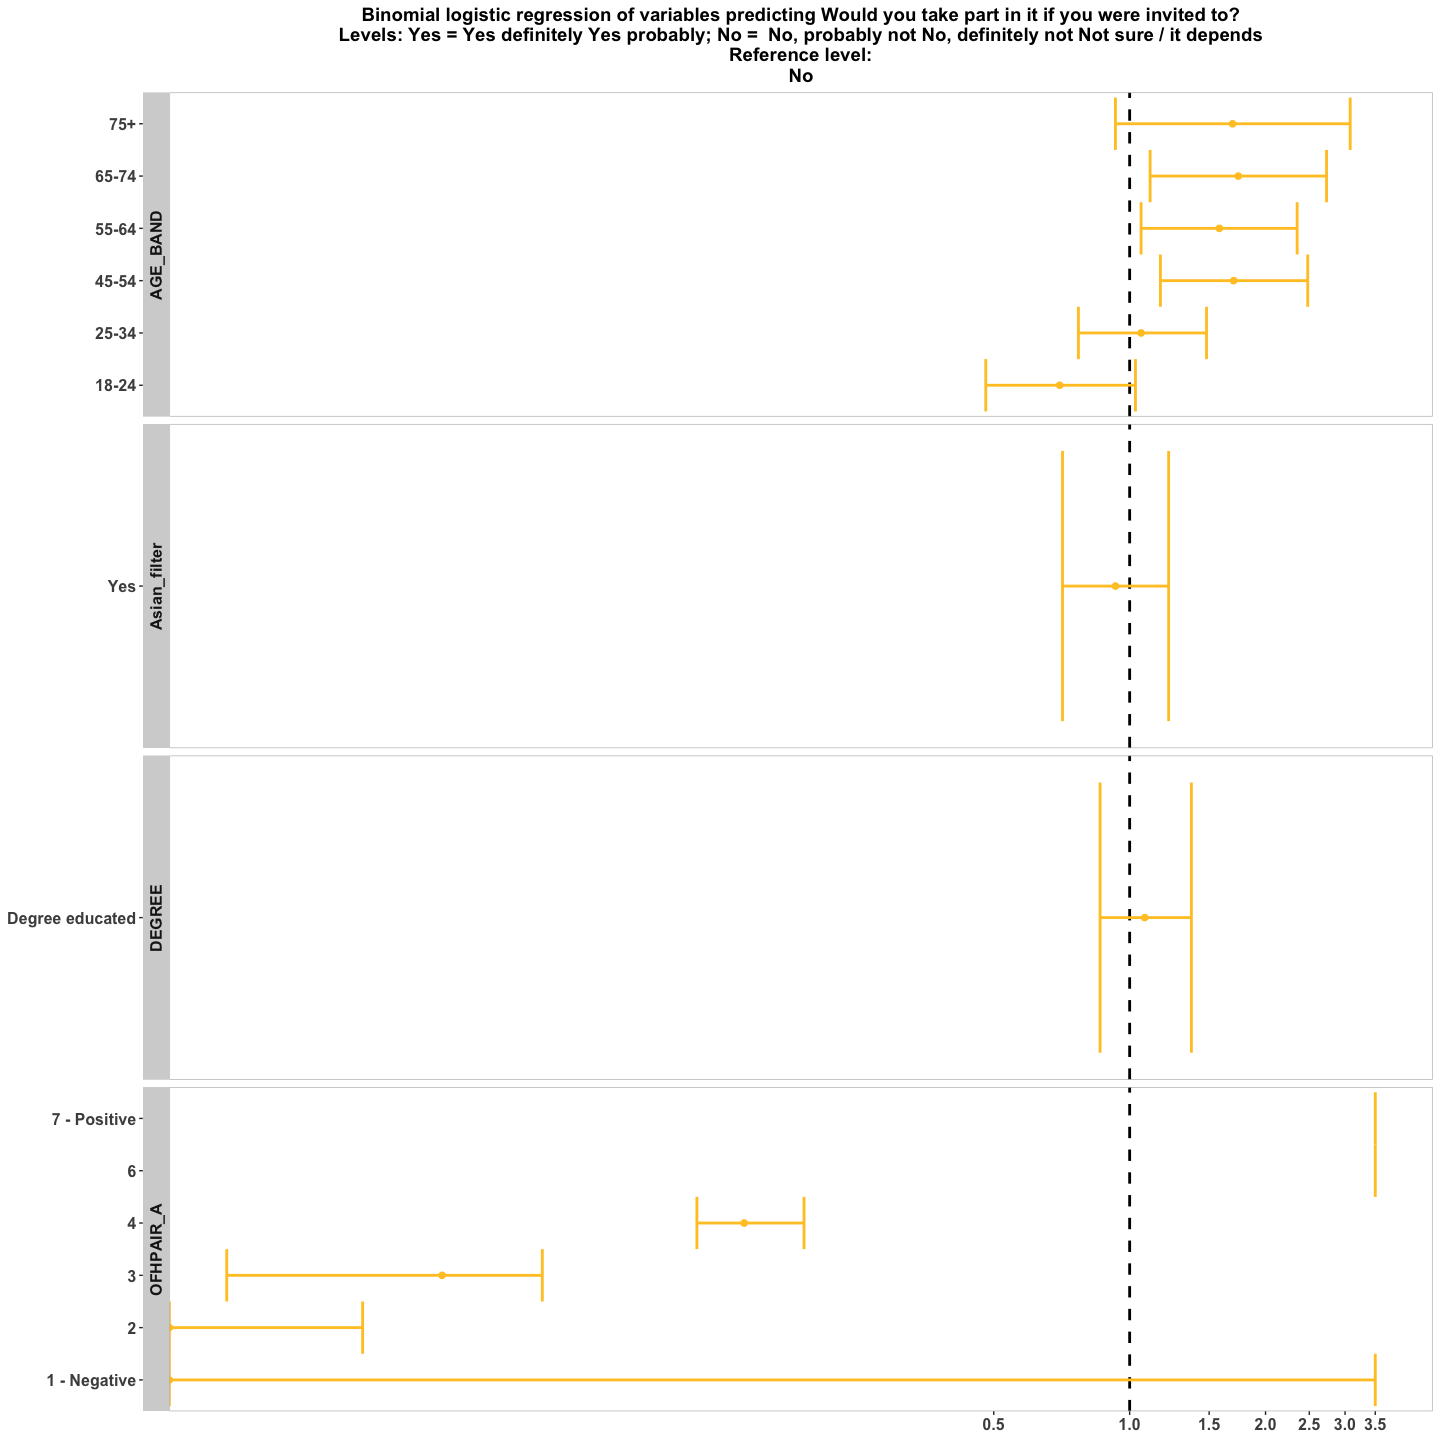 Binomial logistic regression of variables predicting Would you take part in it if you were invited to?
Levels: Yes = Yes definitely Yes probably; No =  No, probably not No, definitely not Not sure / it depends
Reference level:
No
AGE_BAND
75+
65-74
55-64
45-54
25-34
18-24
Asian_filter
Yes
DEGREE
Degree educated
OFHPAIR_A
7 - Positive
6
4
3
2
1 - Negative
0.5 1.0 1.5 2.0 2.5 3.0 3.5